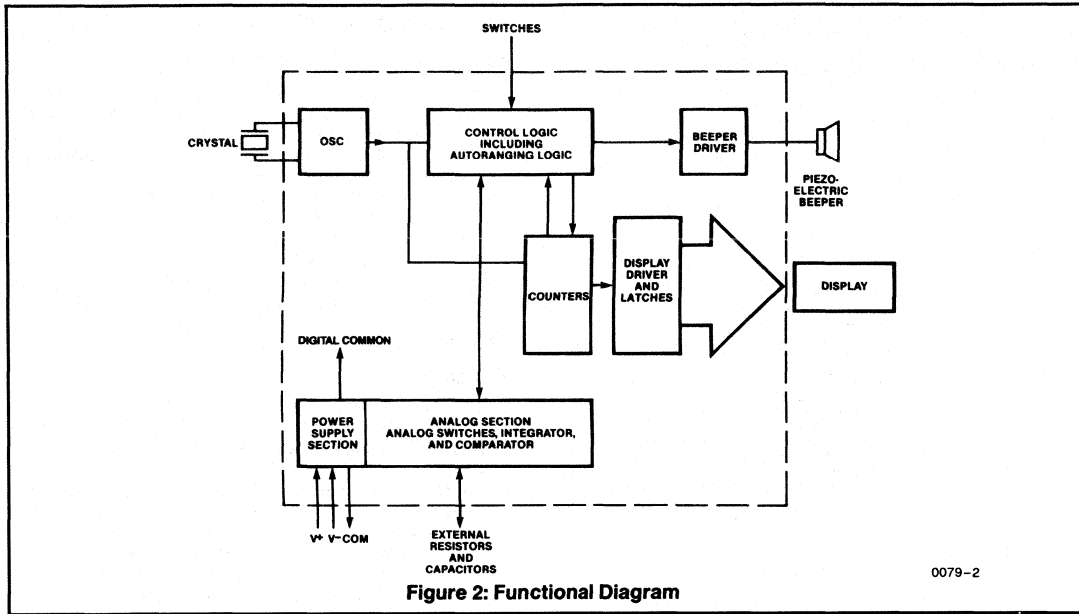 SWITCHES
CRYSTAL
OSC
CONTROL LOGIC
INCLUDING
AUTORANGING LOGIC
BEEPER
DRIVER
PIEZO-
ELECTRIC
BEEPER
COUNTERS
DISPLAY
DRIVER
AND
LATCHES
DISPLAY
DIGITAL COMMON
POWER
SUPPLY
SECTION
ANALOG SECTION
ANALOG SWITCHES, INTEGRATOR,
AND COMPARATOR
V+ V- COM
EXTERNAL
RESISTORS
AND
CAPACITORS
0079-2
Figure 2: Functional Diagram